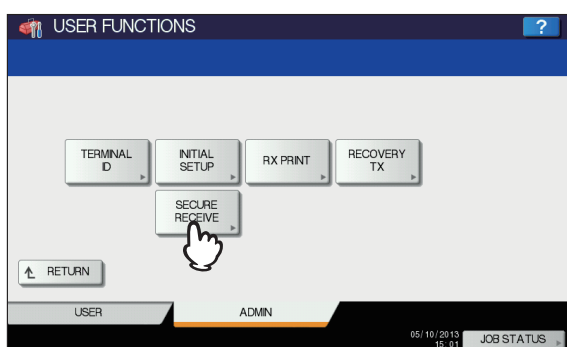 USER FUNCTIONS
?
TERMINAL
ID
INITIAL
SETUP
RX PRINT
RECOVERY
TX
SECURE
RECEIVE
RETURN
USER
ADMIN
05/10/2013
15:01
JOB STATUS